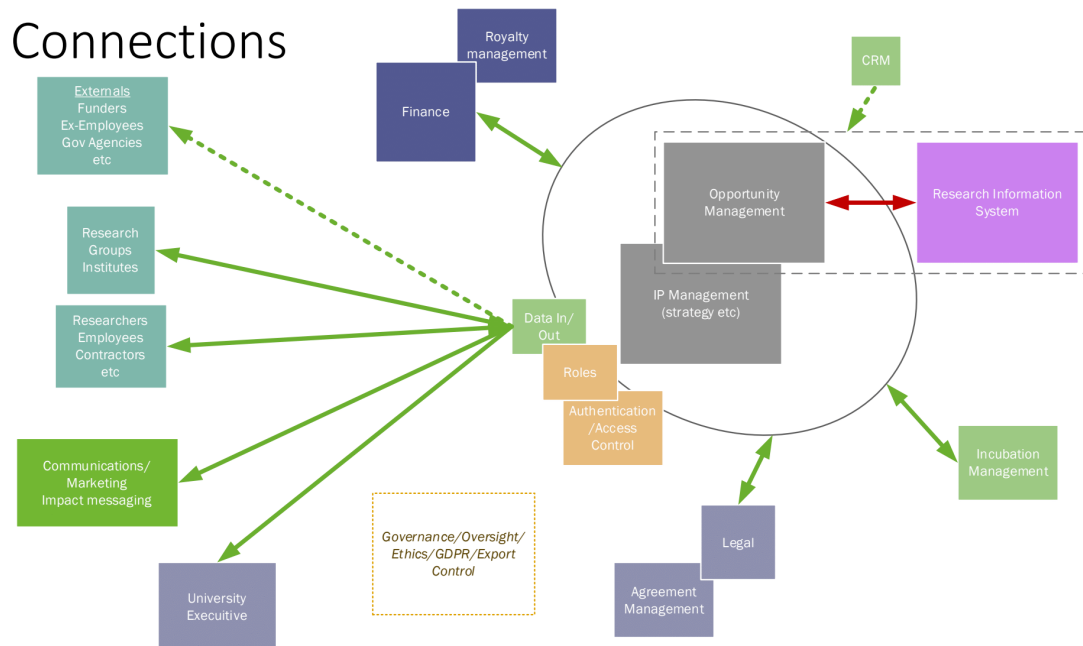 Connections
Royalty
management
Finance
CRM
Externals
Funders
Ex-Employees
Gov Agencies
etc
Opportunity
Management
Research Information
System
Research
Groups
Institutes
IP Management
(strategy etc)
Data In/
Out
Researchers
Employees
Contractors
etc
Roles
Authentication
/Access
Control
Communications/
Marketing
Impact messaging
Incubation
Management
Governance/Oversight/
Ethics/GDPR/Export
Control
Legal
Agreement
Management
University
Execuitive